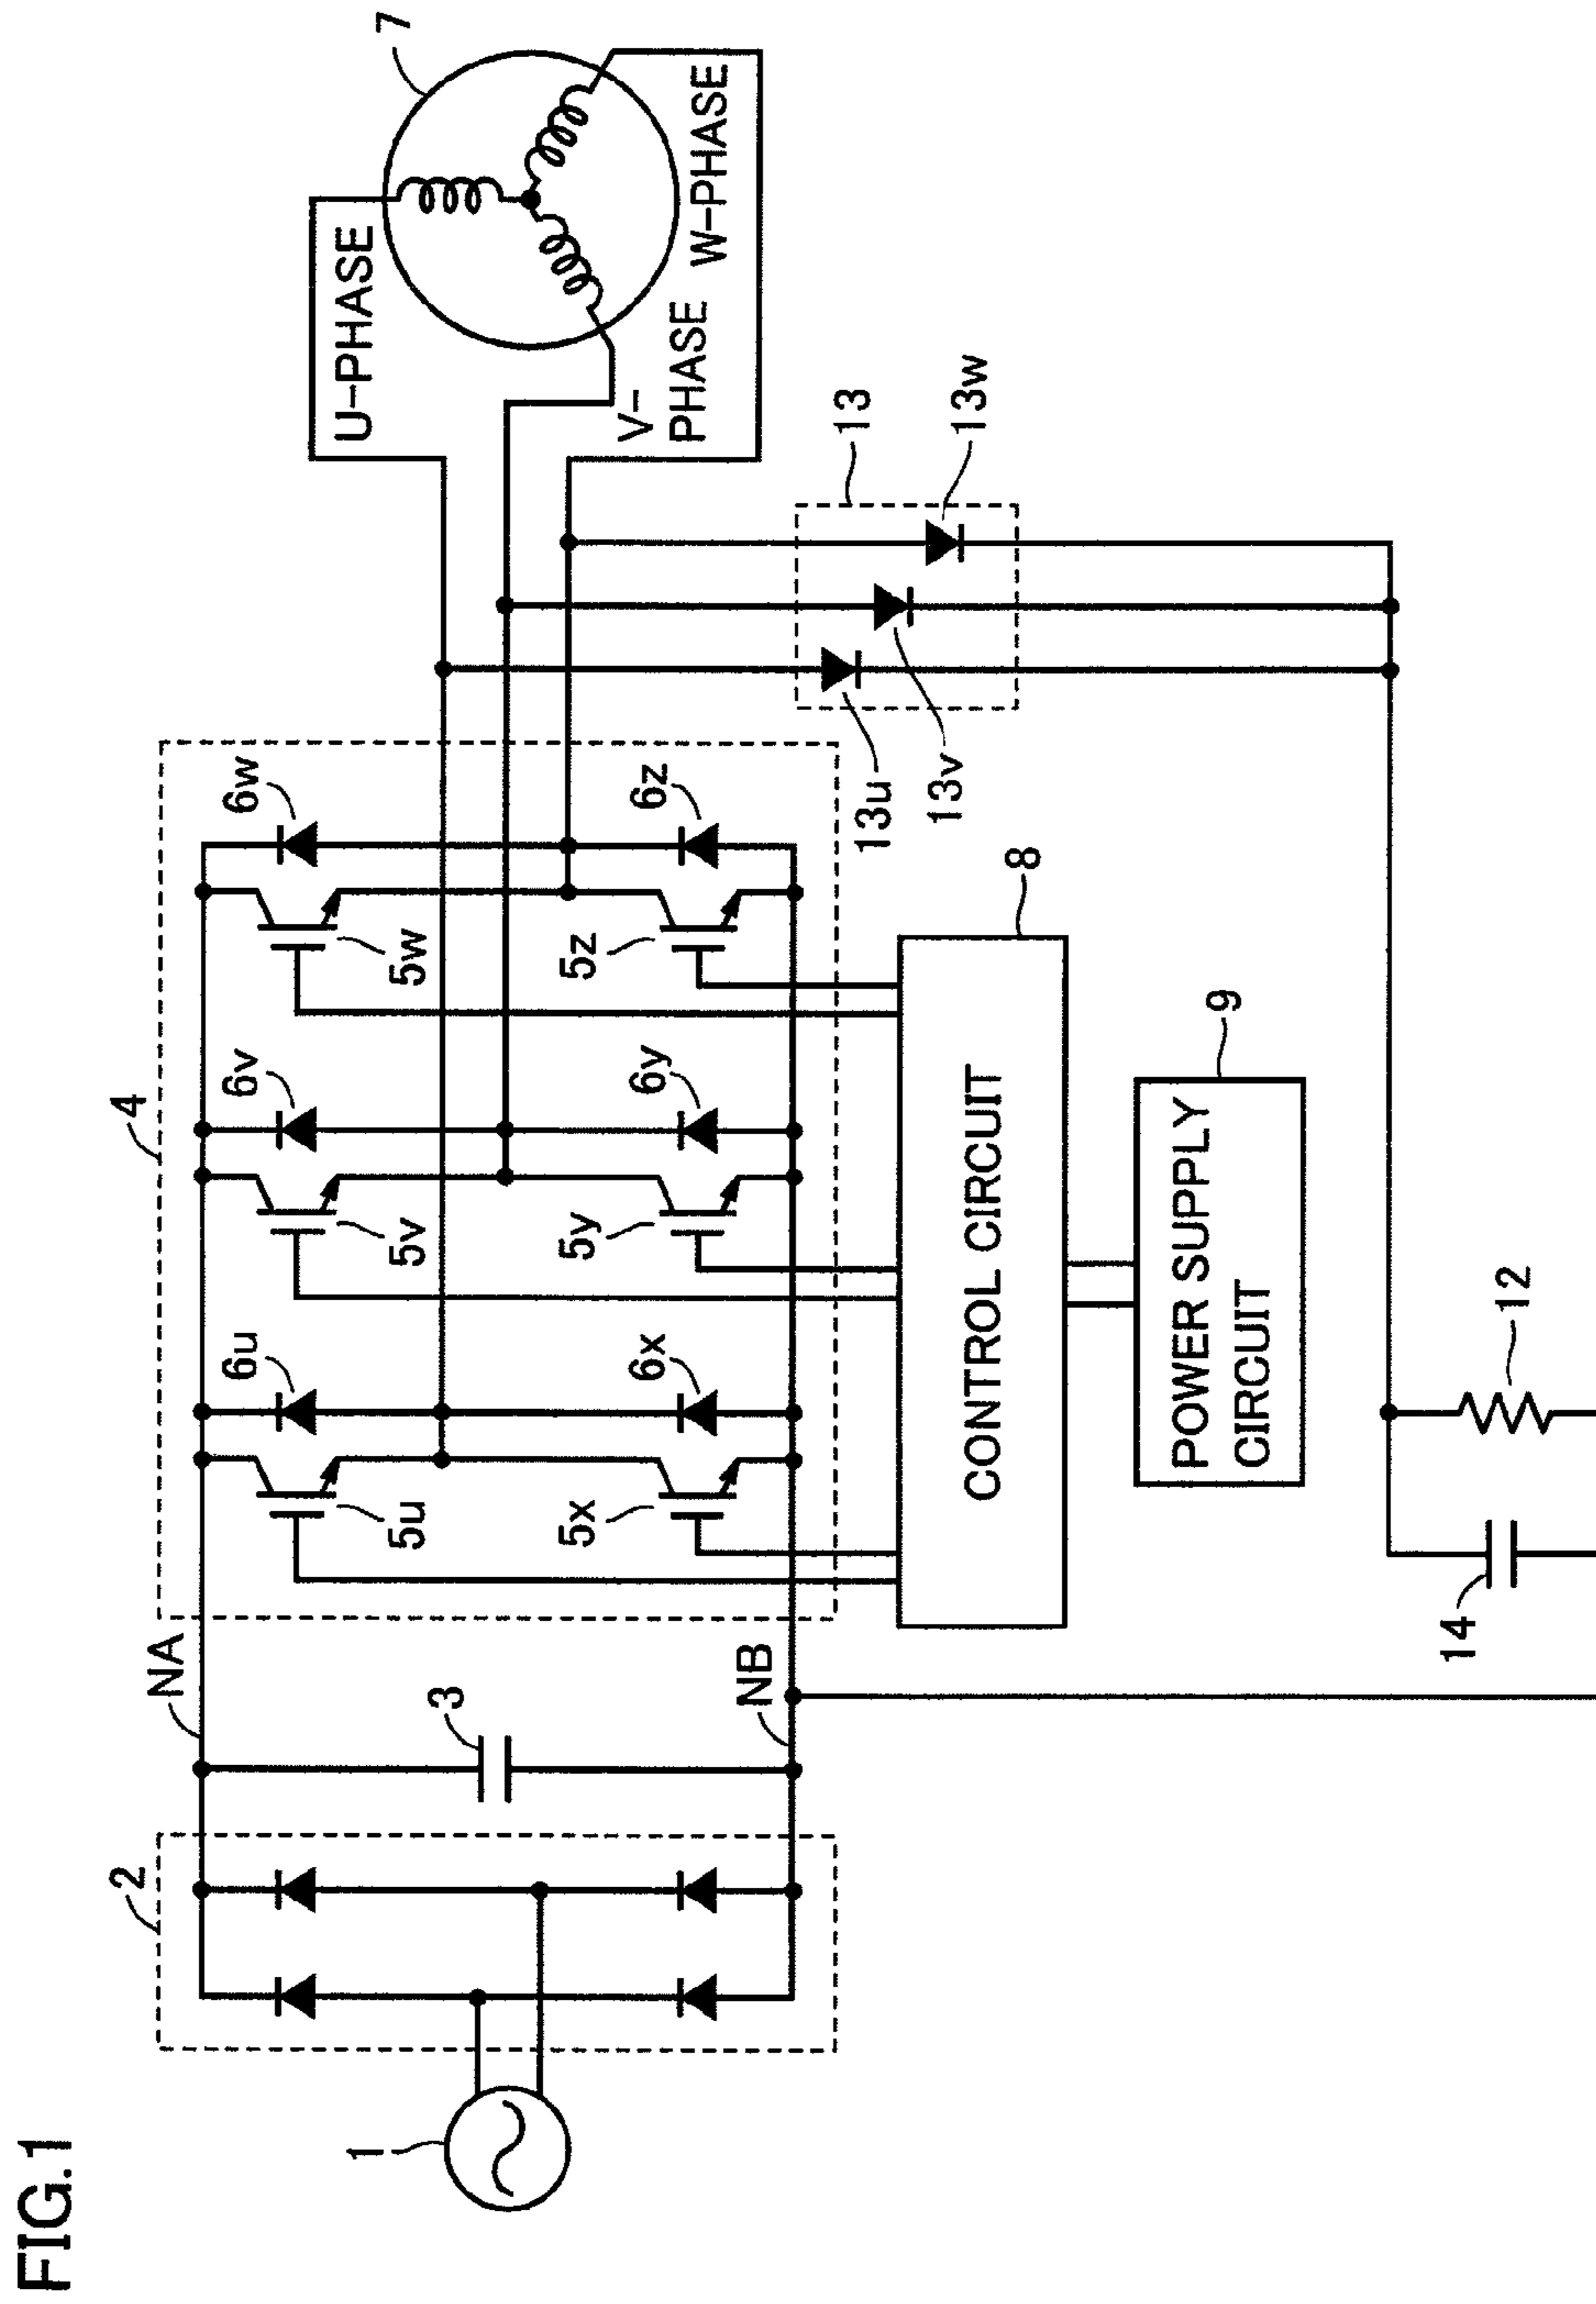 FIG.1
1
2
NA
3
NB
4
5u
6u
5v
6v
5w
6w
5x
6x
5y
6y
5z
6z
U-PHASE
V-
PHASE
W-PHASE
7
CONTROL CIRCUIT
8
POWER SUPPLY
CIRCUIT
9
13
13u
13v
13w
14
12